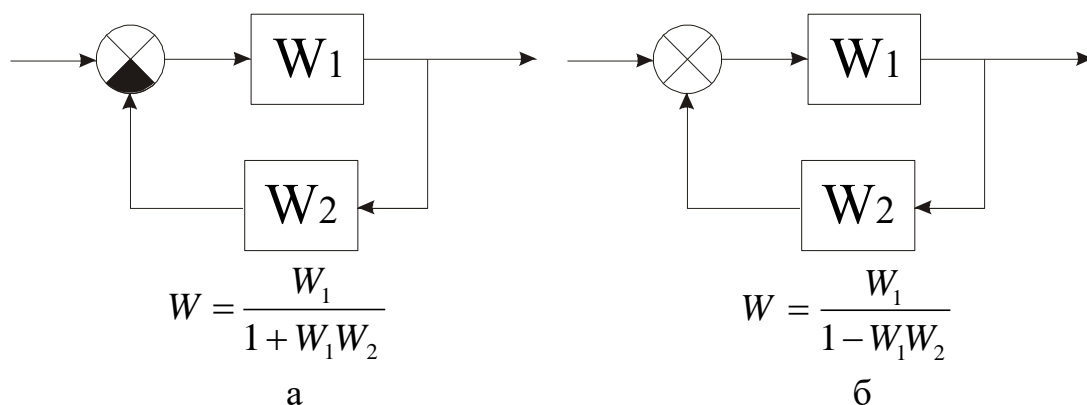 W1 W1
W2 W2
W = W₁ / (1 + W₁W₂) W = W₁ / (1 − W₁W₂)
а б